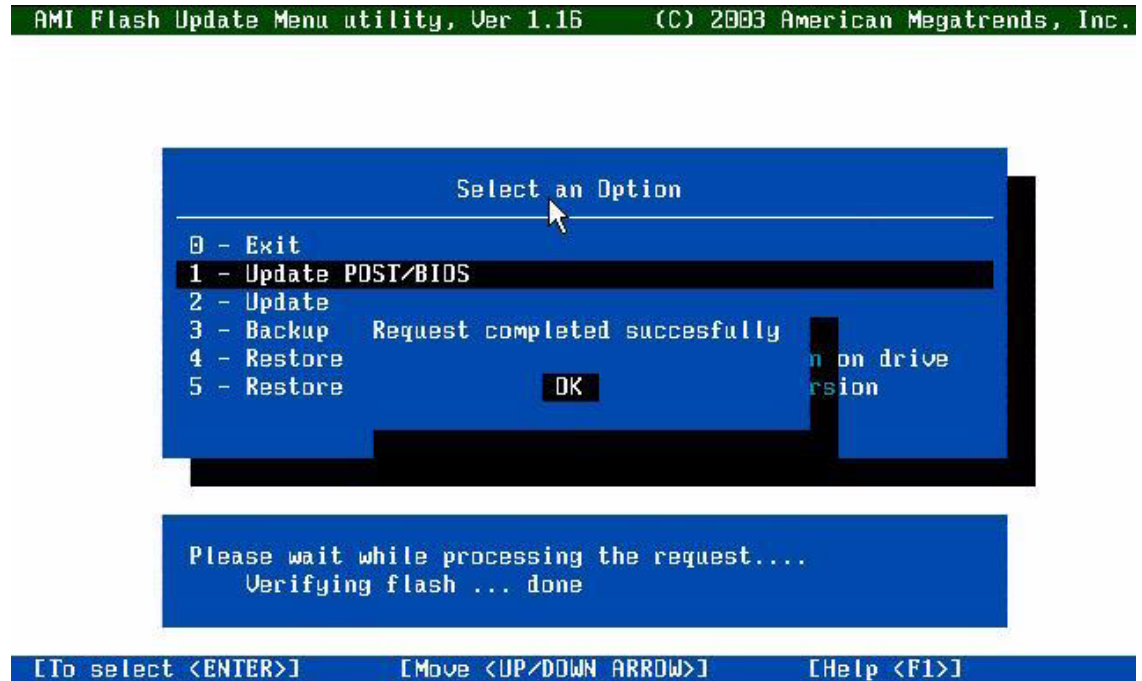 AMI Flash Update Menu utility, Ver 1.16 (C) 2003 American Megatrends, Inc.
Select an Option
0 - Exit
1 - Update POST/BIOS
2 - Update
3 - Backup Request completed succesfully
4 - Restore n on drive
5 - Restore OK rsion
Please wait while processing the request....
Verifying flash ... done
[To select <ENTER>] [Move <UP/DOWN ARROW>] [Help <F1>]